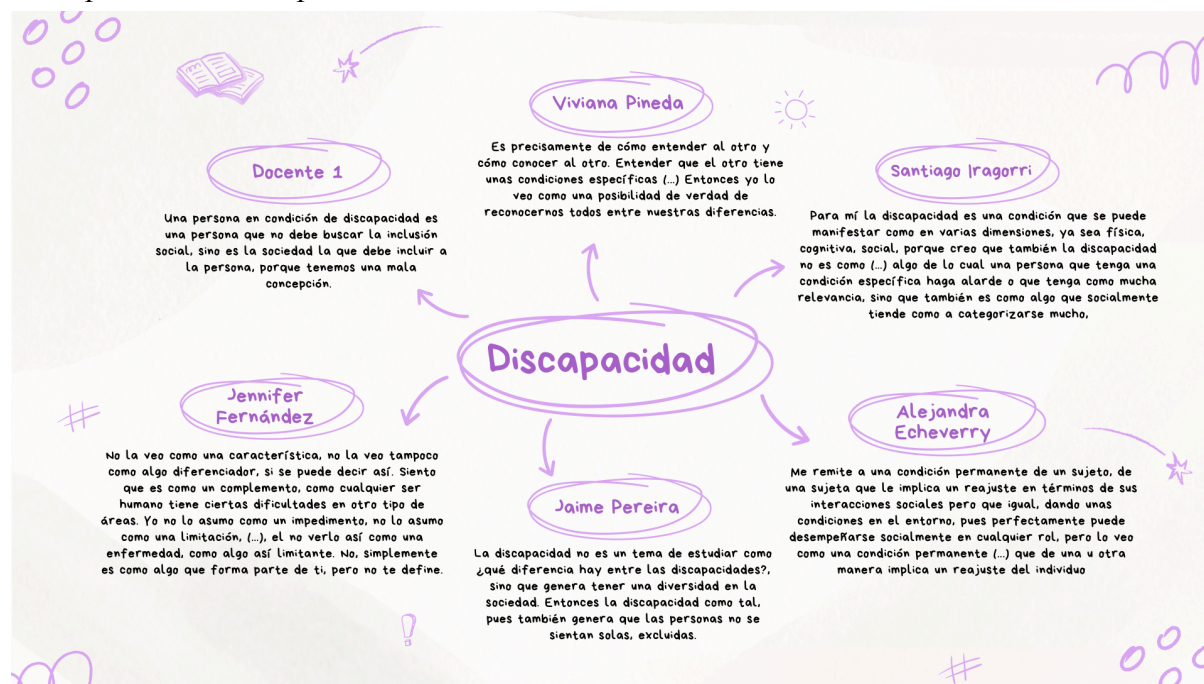 Viviana Pineda
Es precisamente de cómo entender al otro y
cómo conocer al otro. Entender que el otro tiene
unas condiciones específicas (...) Entonces yo lo
veo como una posibilidad de verdad de
reconocernos todos entre nuestras diferencias.
Docente 1
Una persona en condición de discapacidad es
una persona que no debe buscar la inclusión
social, sino es la sociedad la que debe incluir a
la persona, porque tenemos una mala
concepción.
Santiago Iragorri
Para mí la discapacidad es una condición que se puede
manifestar como en varias dimensiones, ya sea física,
cognitiva, social, porque creo que también la discapacidad
no es como (...) algo de lo cual una persona que tenga una
condición específica haga alarde o que tenga como mucha
relevancia, sino que también es como algo que socialmente
tiende como a categorizarse mucho,
Discapacidad
Jennifer
Fernández
No la veo como una característica, no la veo tampoco
como algo diferenciador, si se puede decir así. Siento
que es como un complemento, como cualquier ser
humano tiene ciertas dificultades en otro tipo de
áreas. Yo no lo asumo como un impedimento, no lo asumo
como una limitación, (...), el no verlo así como una
enfermedad, como algo así limitante. No, simplemente
es como algo que forma parte de ti, pero no te define.
Jaime Pereira
La discapacidad no es un tema de estudiar como
¿qué diferencia hay entre las discapacidades?,
sino que genera tener una diversidad en la
sociedad. Entonces la discapacidad como tal,
pues también genera que las personas no se
sientan solas, excluidas.
Alejandra
Echeverry
Me remite a una condición permanente de un sujeto, de
una sujeta que le implica un reajuste en términos de sus
interacciones sociales pero que igual, dando unas
condiciones en el entorno, pues perfectamente puede
desempeñarse socialmente en cualquier rol, pero lo veo
como una condición permanente (...) que de una u otra
manera implica un reajuste del individuo